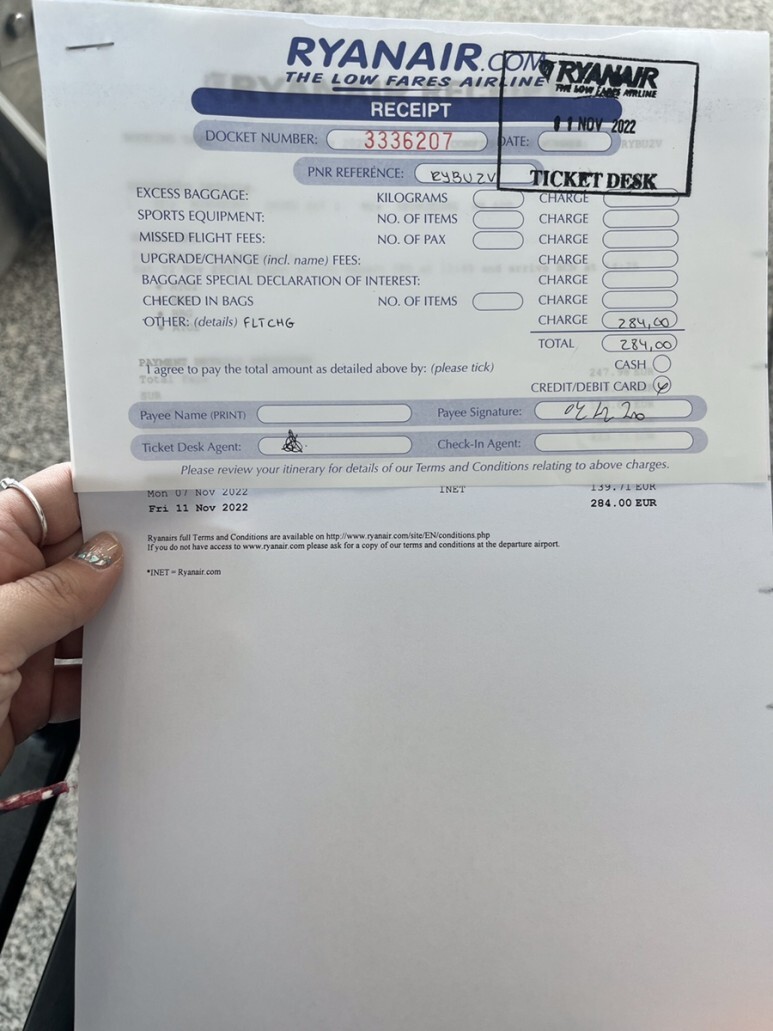 RYANAIR.COM
THE LOW FARES AIRLINE
RYANAIR
THE LOW FARES AIRLINE
RECEIPT
DOCKET NUMBER: 3336207 DATE: 01 NOV 2022
PNR REFERENCE: RYBU2V TICKET DESK
EXCESS BAGGAGE: KILOGRAMS CHARGE
SPORTS EQUIPMENT: NO. OF ITEMS CHARGE
MISSED FLIGHT FEES: NO. OF PAX CHARGE
UPGRADE/CHANGE (incl. name) FEES: CHARGE
BAGGAGE SPECIAL DECLARATION OF INTEREST: CHARGE
CHECKED IN BAGS NO. OF ITEMS CHARGE
OTHER: (details) FLTCHG CHARGE 284,00
TOTAL 284,00
I agree to pay the total amount as detailed above by: (please tick) CASH
CREDIT/DEBIT CARD
Payee Name (PRINT) Payee Signature:
Ticket Desk Agent: Check-In Agent:
Please review your itinerary for details of our Terms and Conditions relating to above charges.
Mon 07 Nov 2022 INET 139.71 EUR
Fri 11 Nov 2022 284.00 EUR
Ryanairs full Terms and Conditions are available on http://www.ryanair.com/site/EN/conditions.php
If you do not have access to www.ryanair.com please ask for a copy of our terms and conditions at the departure airport.
*INET = Ryanair.com